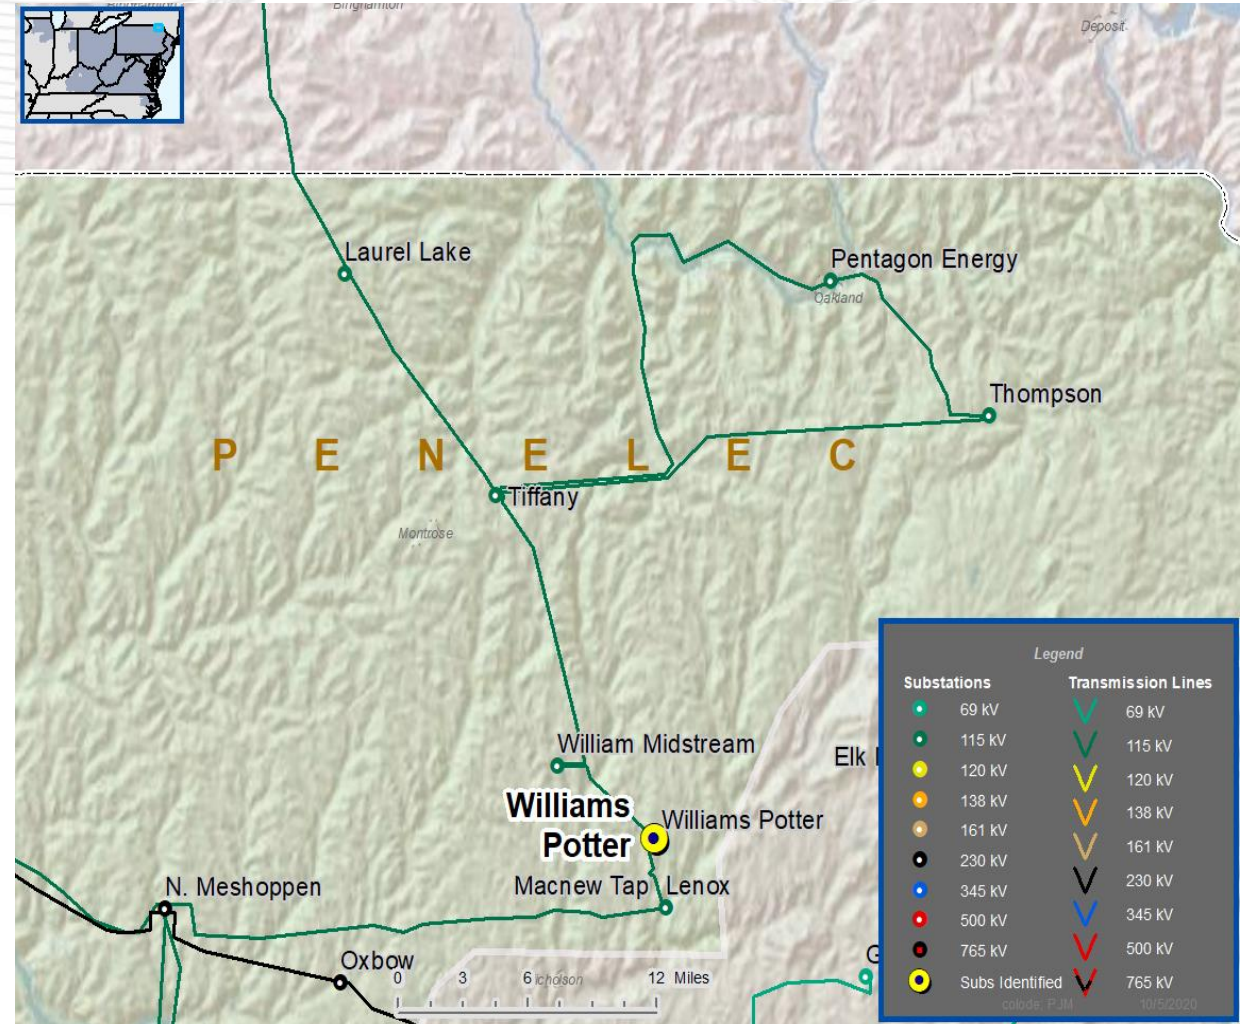 Binghamton
Deposit
Laurel Lake
Pentagon Energy
Oakland
Thompson
P E N E L E C
Tiffany
Montrose
William Midstream
Elk
Williams
Potter
Williams Potter
N. Meshoppen
Macnew Tap
Lenox
Oxbow
0 3 6 12 Miles
G
Legend
Substations
Transmission Lines
69 kV
69 kV
115 kV
115 kV
120 kV
120 kV
138 kV
138 kV
161 kV
161 kV
230 kV
230 kV
345 kV
345 kV
500 kV
500 kV
765 kV
765 kV
Subs Identified
PJM
10/5/2020